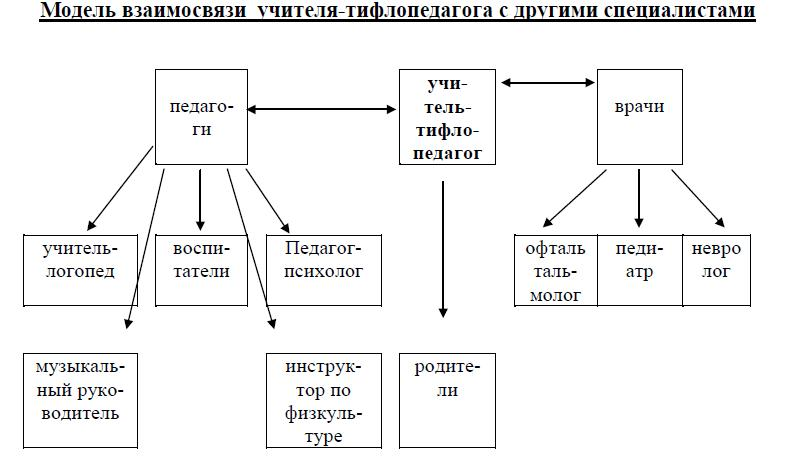 Модель взаимосвязи учителя-тифлопедагога с другими специалистами
педаго-
ги
учи-
тель-
тифло-
педагог
врачи
учитель-
логопед
воспи-
татели
Педагог-
психолог
офталь
таль-
молог
педи-
атр
невро
лог
музыкаль-
ный руко-
водитель
инструк-
тор по
физкуль-
туре
родите-
ли